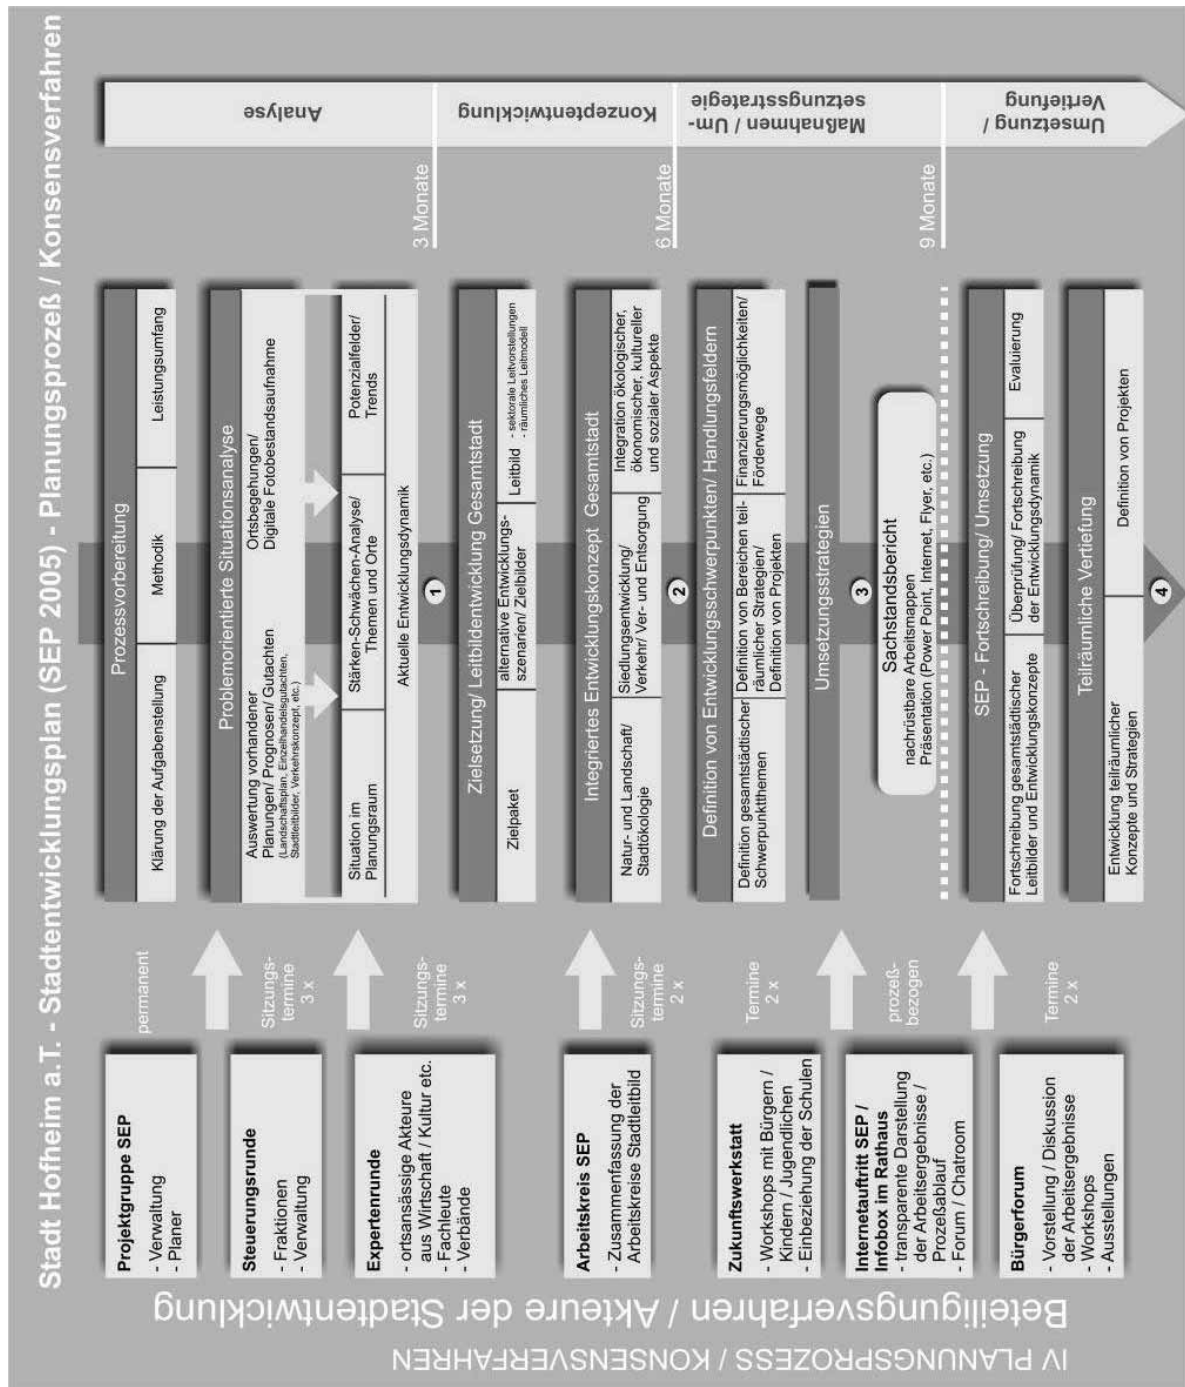 Stadt Hofheim a.T. - Stadtentwicklungsplan (SEP 2005) - Planungsprozeß / Konsensverfahren
IV PLANUNGSPROZESS / KONSENSVERFAHREN
Beteiligungsverfahren / Akteure der Stadtentwicklung
Projektgruppe SEP
- Verwaltung
- Planer
permanent
Steuerungsrunde
- Fraktionen
- Verwaltung
Sitzungs-
termine
3 x
Expertenrunde
- ortsansässige Akteure
aus Wirtschaft / Kultur etc.
- Fachleute
- Verbände
Sitzungs-
termine
3 x
Arbeitskreis SEP
- Zusammenfassung der
Arbeitskreise Stadtleitbild
Sitzungs-
termine
2 x
Zukunftswerkstatt
- Workshops mit Bürgern /
Kindern / Jugendlichen
- Einbeziehung der Schulen
Termine
2 x
Internetauftritt SEP /
Infobox im Rathaus
- transparente Darstellung
der Arbeitsergebnisse /
Prozeßablauf
- Forum / Chatroom
prozeß-
bezogen
Bürgerforum
- Vorstellung / Diskussion
der Arbeitsergebnisse
- Workshops
- Ausstellungen
Termine
2 x
Prozessvorbereitung
Klärung der Aufgabenstellung
Methodik
Leistungsumfang
Problemorientierte Situationsanalyse
Auswertung vorhandener
Planungen/ Prognosen/ Gutachten
(Landschaftsplan, Einzelhandelsgutachten,
Stadtleitbilder, Verkehrskonzept, etc.)
Ortsbegehungen/
Digitale Fotobestandsaufnahme
Situation im
Planungsraum
Stärken-Schwächen-Analyse/
Themen und Orte
Potenzialfelder/
Trends
Aktuelle Entwicklungsdynamik
1
Zielsetzung/ Leitbildentwicklung Gesamtstadt
Zielpaket
alternative Entwicklungs-
szenarien/ Zielbilder
Leitbild - sektorale Leitvorstellungen
- räumliches Leitmodell
Integriertes Entwicklungskonzept Gesamtstadt
Natur- und Landschaft/
Stadtökologie
Siedlungsentwicklung/
Verkehr/ Ver- und Entsorgung
Integration ökologischer,
ökonomischer, kultureller
und sozialer Aspekte
2
Definition von Entwicklungsschwerpunkten/ Handlungsfeldern
Definition gesamtstädtischer
Schwerpunktthemen
Definition von Bereichen teil-
räumlicher Strategien/
Definition von Projekten
Finanzierungsmöglichkeiten/
Förderwege
Umsetzungsstrategien
3
Sachstandsbericht
nachrüstbare Arbeitsmappen
Präsentation (Power Point, Internet, Flyer, etc.)
SEP - Fortschreibung/ Umsetzung
Fortschreibung gesamtstädtischer
Leitbilder und Entwicklungskonzepte
Überprüfung/ Fortschreibung
der Entwicklungsdynamik
Evaluierung
Teilräumliche Vertiefung
Entwicklung teilräumlicher
Konzepte und Strategien
Definition von Projekten
4
Analyse
3 Monate
Konzeptentwicklung
6 Monate
Maßnahmen / Um-
setzungsstrategie
9 Monate
Umsetzung /
Vertiefung